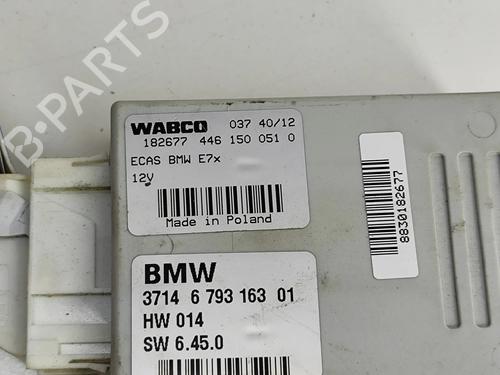 WABCO 037 40/12
182677 446 150 051 0
ECAS BMW E7x
12V
Made in Poland
8830182677
BMW
3714 6 793 163 01
HW 014
SW 6.45.0
B-PARTS